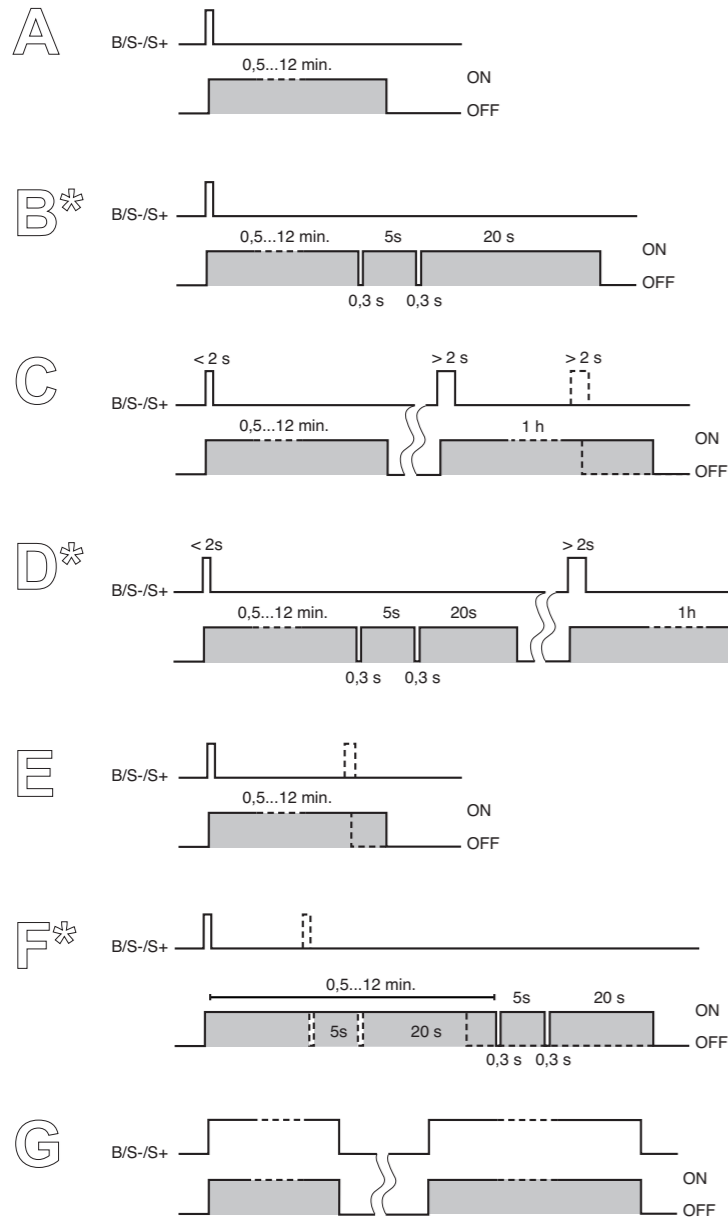 A
B/S-/S+
0,5...12 min.
ON
OFF
B*
B/S-/S+
0,5...12 min. 5s 20 s
ON
OFF
0,3 s 0,3 s
C
< 2 s > 2 s > 2 s
B/S-/S+
0,5...12 min. 1 h
ON
OFF
D*
< 2s > 2s
B/S-/S+
0,5...12 min. 5s 20s 1h
0,3 s 0,3 s
E
B/S-/S+
0,5...12 min.
ON
OFF
F*
B/S-/S+
0,5...12 min.
5s 20 s
ON
5s 20 s
OFF
0,3 s 0,3 s
G
B/S-/S+
ON
OFF